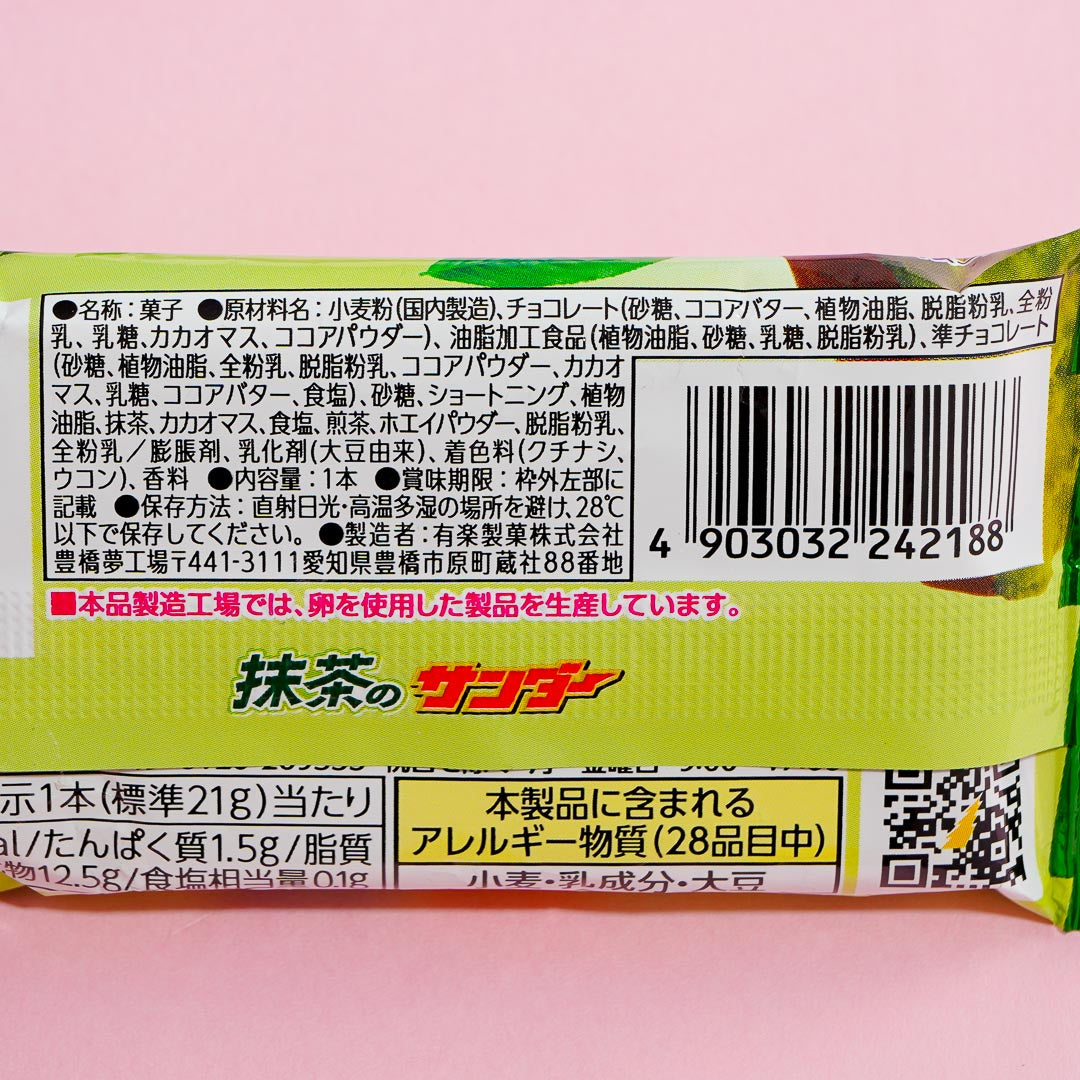 ●名称：菓子 ●原材料名：小麦粉(国内製造)、チョコレート(砂糖、ココアバター、植物油脂、脱脂粉乳、全粉
乳、乳糖、カカオマス、ココアパウダー)、油脂加工食品(植物油脂、砂糖、乳糖、脱脂粉乳)、準チョコレート
(砂糖、植物油脂、全粉乳、脱脂粉乳、ココアパウダー、カカオ
マス、乳糖、ココアバター、食塩)、砂糖、ショートニング、植物
油脂、抹茶、カカオマス、食塩、煎茶、ホエイパウダー、脱脂粉乳、
全粉乳／膨脹剤、乳化剤(大豆由来)、着色料(クチナシ、
ウコン)、香料 ●内容量：1本 ●賞味期限：枠外左部に
記載 ●保存方法：直射日光・高温多湿の場所を避け、28℃
以下で保存してください。 ●製造者：有楽製菓株式会社
豊橋夢工場〒441-3111愛知県豊橋市原町蔵社88番地
4 903032 242188
■本品製造工場では、卵を使用した製品を生産しています。
抹茶のサンダー
示1本(標準21g)当たり
al/たんぱく質1.5g/脂質
物12.5g/食塩相当量0.1g
本製品に含まれる
アレルギー物質(28品目中)
小麦・乳成分・大豆